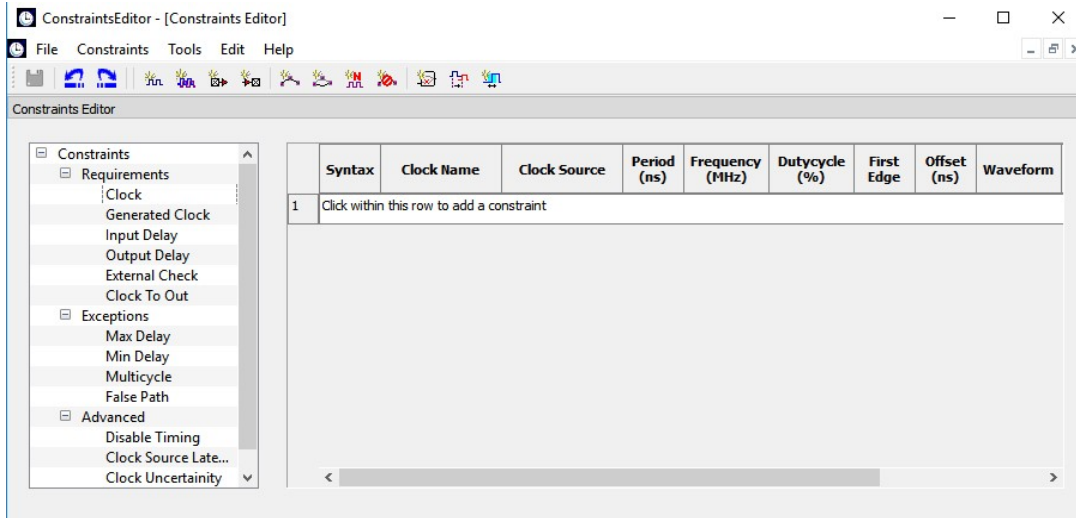 ConstraintsEditor - [Constraints Editor]
File Constraints Tools Edit Help
Constraints Editor
Constraints
Requirements
Clock
Generated Clock
Input Delay
Output Delay
External Check
Clock To Out
Exceptions
Max Delay
Min Delay
Multicycle
False Path
Advanced
Disable Timing
Clock Source Late...
Clock Uncertainity
Syntax Clock Name Clock Source Period (ns) Frequency (MHz) Dutycycle (%) First Edge Offset (ns) Waveform
1 Click within this row to add a constraint